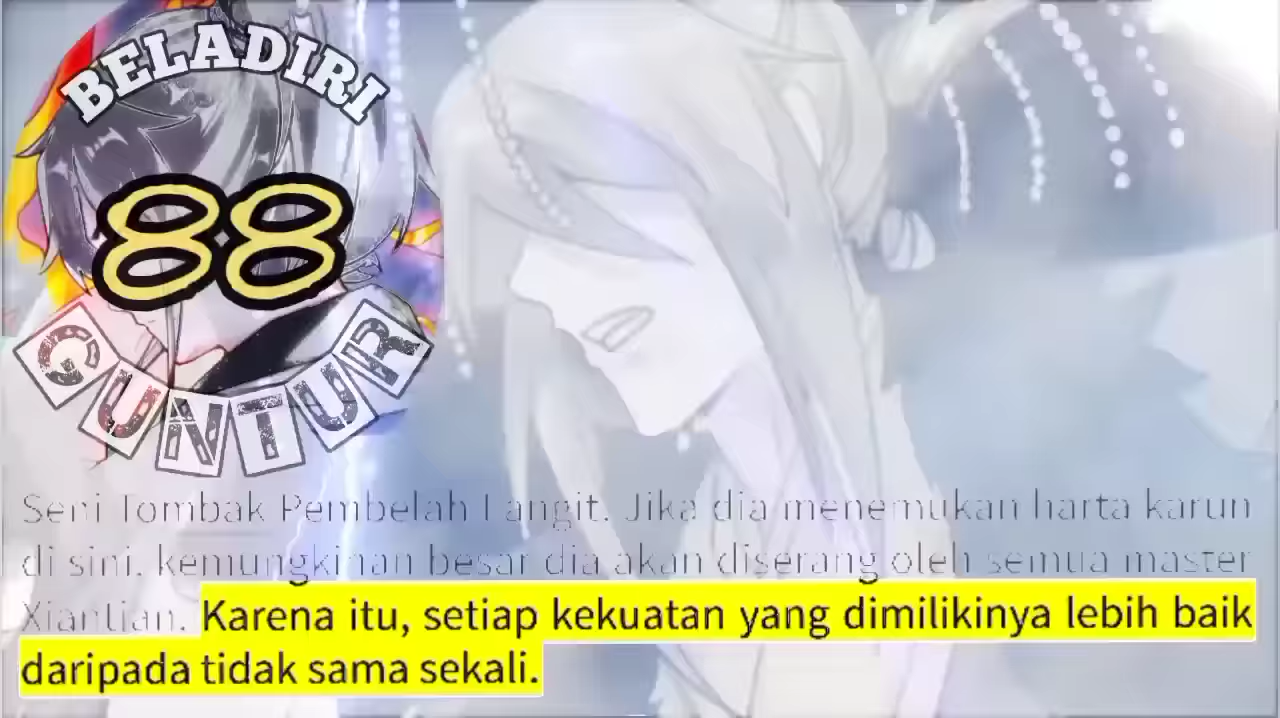 BELADIRI
88
GUNTUR
Seni Tombak Pembelah Langit. Jika dia menemukan harta karun
di sini, kemungkinan besar dia akan diserang oleh semua master
Xiantian. Karena itu, setiap kekuatan yang dimilikinya lebih baik
daripada tidak sama sekali.